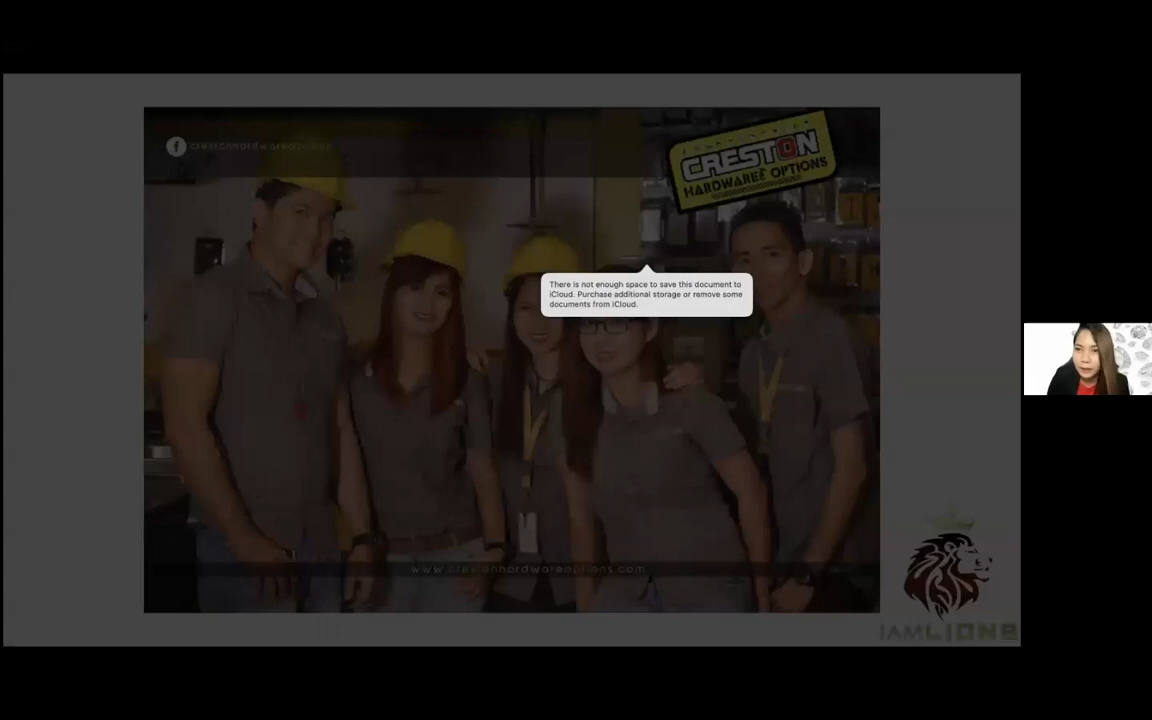 crestonhardwareoptions
CRESTON
HARDWARE OPTIONS
There is not enough space to save this document to
iCloud. Purchase additional storage or remove some
documents from iCloud.
www.crestonhardwareoptions.com
IAMLIONE